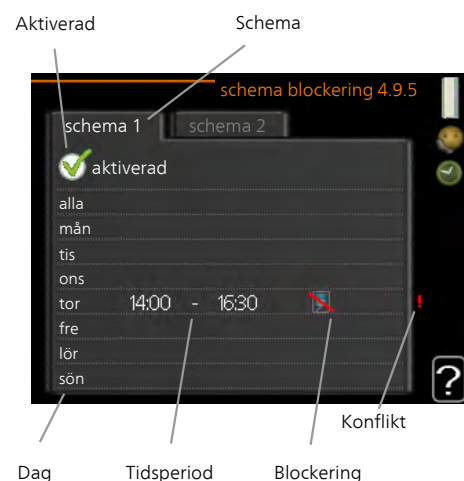 Aktiverad Schema
schema blockering 4.9.5
schema 1 schema 2
aktiverad
alla
mån
tis
ons
tor 14:00 - 16:30 !
fre
lör
sön
?
Konflikt
Dag Tidsperiod Blockering